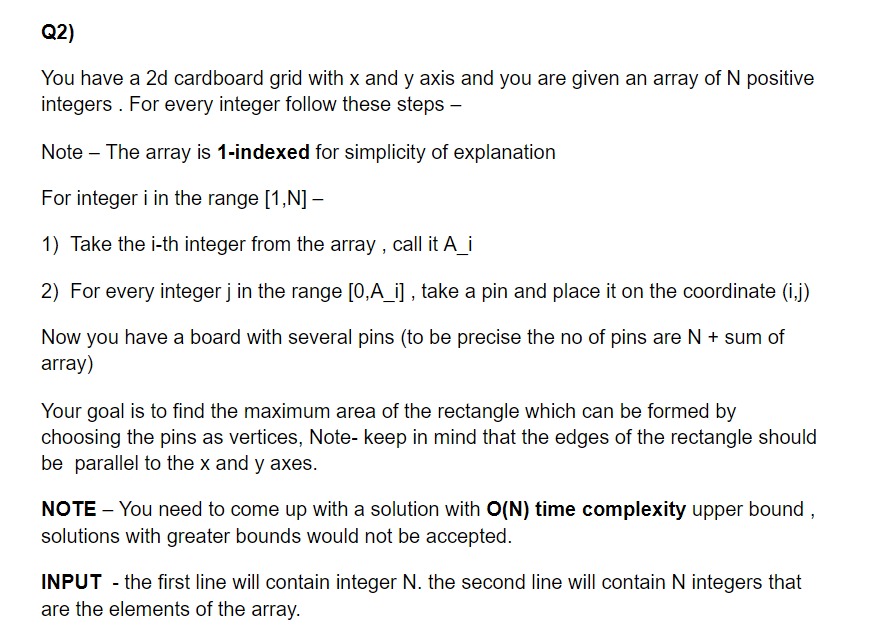 Q2)
You have a 2d cardboard grid with x and y axis and you are given an array of N positive
integers . For every integer follow these steps –
Note – The array is 1-indexed for simplicity of explanation
For integer i in the range [1,N] –
1) Take the i-th integer from the array , call it A_i
2) For every integer j in the range [0,A_i] , take a pin and place it on the coordinate (i,j)
Now you have a board with several pins (to be precise the no of pins are N + sum of
array)
Your goal is to find the maximum area of the rectangle which can be formed by
choosing the pins as vertices, Note- keep in mind that the edges of the rectangle should
be parallel to the x and y axes.
NOTE – You need to come up with a solution with O(N) time complexity upper bound ,
solutions with greater bounds would not be accepted.
INPUT - the first line will contain integer N. the second line will contain N integers that
are the elements of the array.